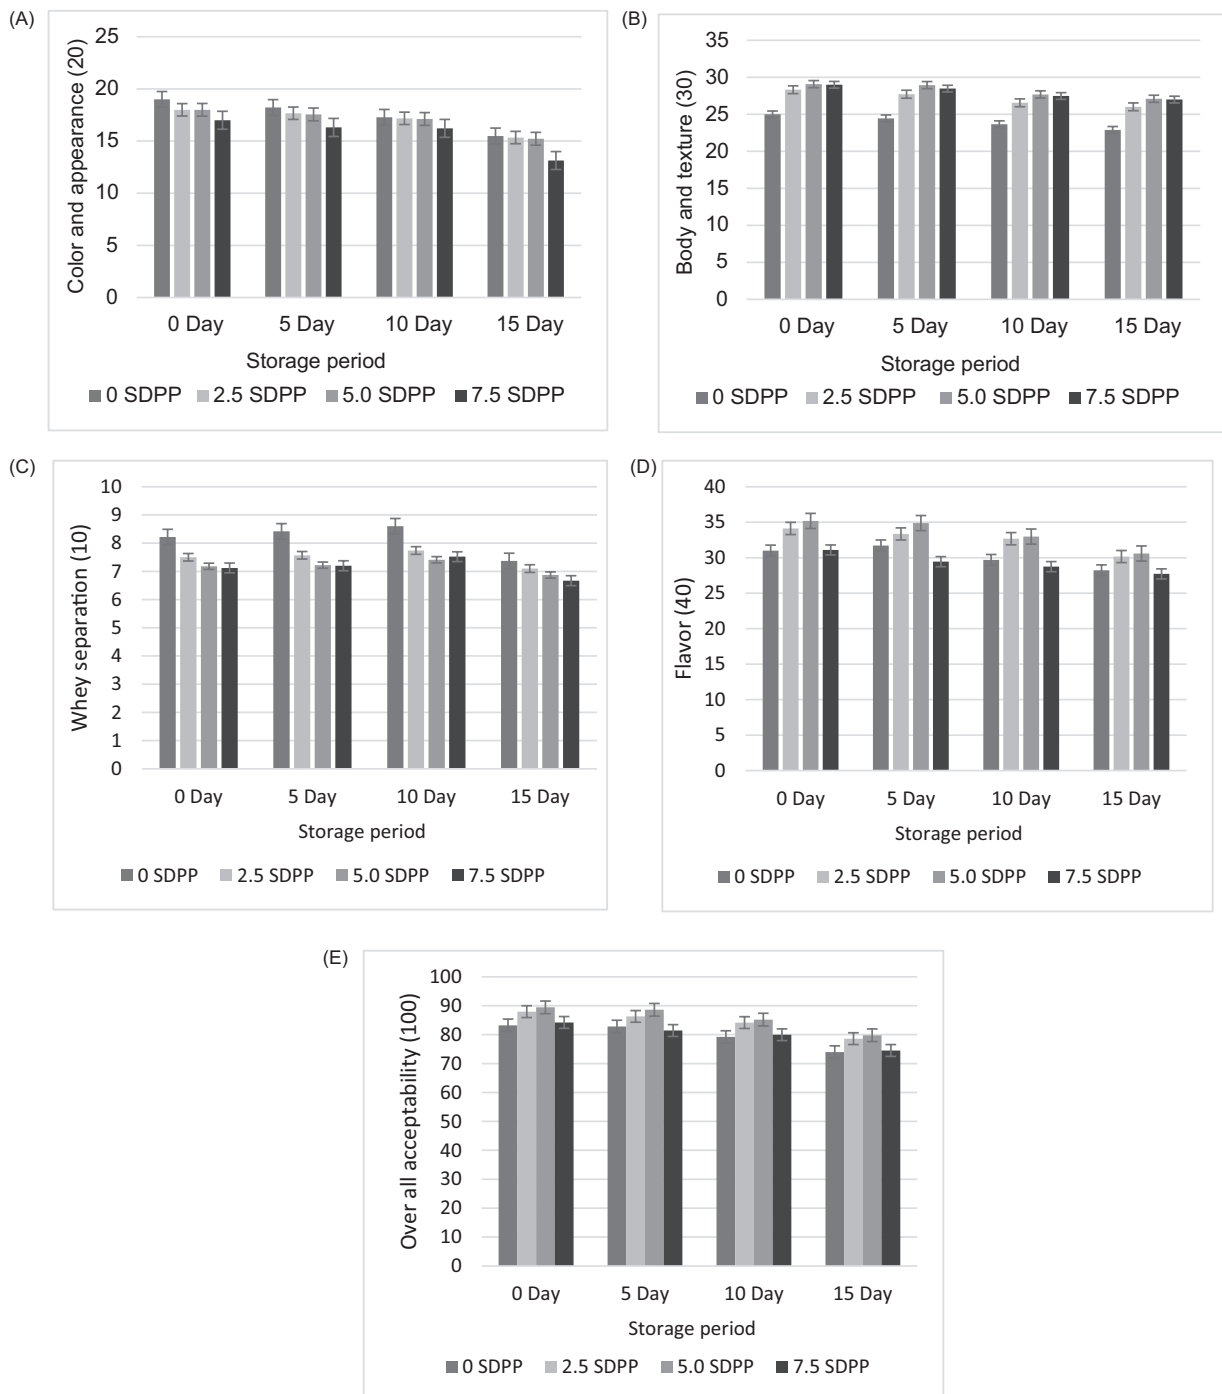 (A)
Color and appearance (20)
25
20
15
10
5
0
0 Day 5 Day 10 Day 15 Day
Storage period
0 SDPP 2.5 SDPP 5.0 SDPP 7.5 SDPP
(B)
Body and texture (30)
35
30
25
20
15
10
5
0
0 Day 5 Day 10 Day 15 Day
Storage period
0 SDPP 2.5 SDPP 5.0 SDPP 7.5 SDPP
(C)
Whey separation (10)
10
9
8
7
6
5
4
3
2
1
0
0 Day 5 Day 10 Day 15 Day
Storage period
0 SDPP 2.5 SDPP 5.0 SDPP 7.5 SDPP
(D)
Flavor (40)
40
35
30
25
20
15
10
5
0
0 Day 5 Day 10 Day 15 Day
Storage period
0 SDPP 2.5 SDPP 5.0 SDPP 7.5 SDPP
(E)
Over all acceptability (100)
100
90
80
70
60
50
40
30
20
10
0
0 Day 5 Day 10 Day 15 Day
Storage period
0 SDPP 2.5 SDPP 5.0 SDPP 7.5 SDPP